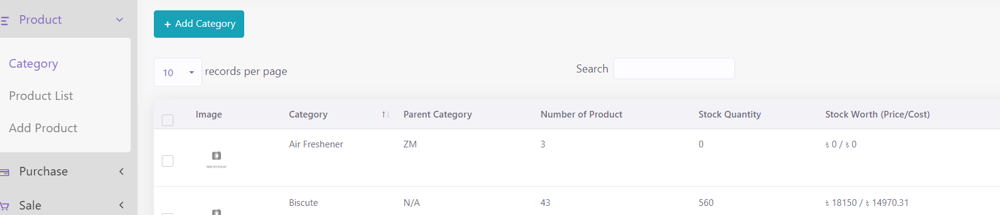 Product
Category
Product List
Add Product
Purchase
Sale
+ Add Category
10 records per page
Search
Image Category Parent Category Number of Product Stock Quantity Stock Worth (Price/Cost)
Air Freshener ZM 3 0 ৳ 0 / ৳ 0
Biscute N/A 43 560 ৳ 18150 / ৳ 14970.31